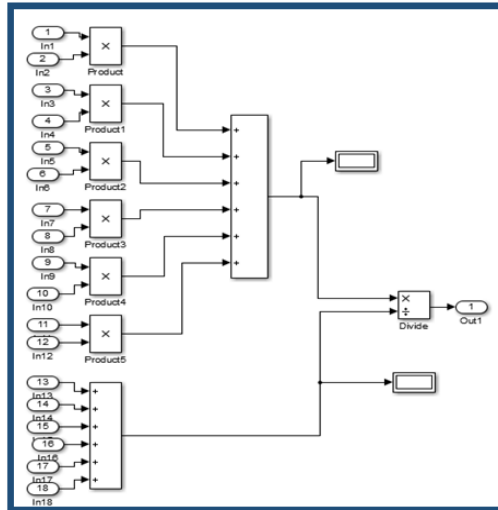 1
In1
2
In2
×
Product
3
In3
4
In4
×
Product1
5
In5
6
In6
×
Product2
7
In7
8
In8
×
Product3
9
In9
10
In10
×
Product4
11
12
In12
×
Product5
+
+
+
+
+
+
13
In13
14
In14
15
16
In16
17
In17
18
In18
+
+
+
+
+
+
×
÷
Divide
1
Out1